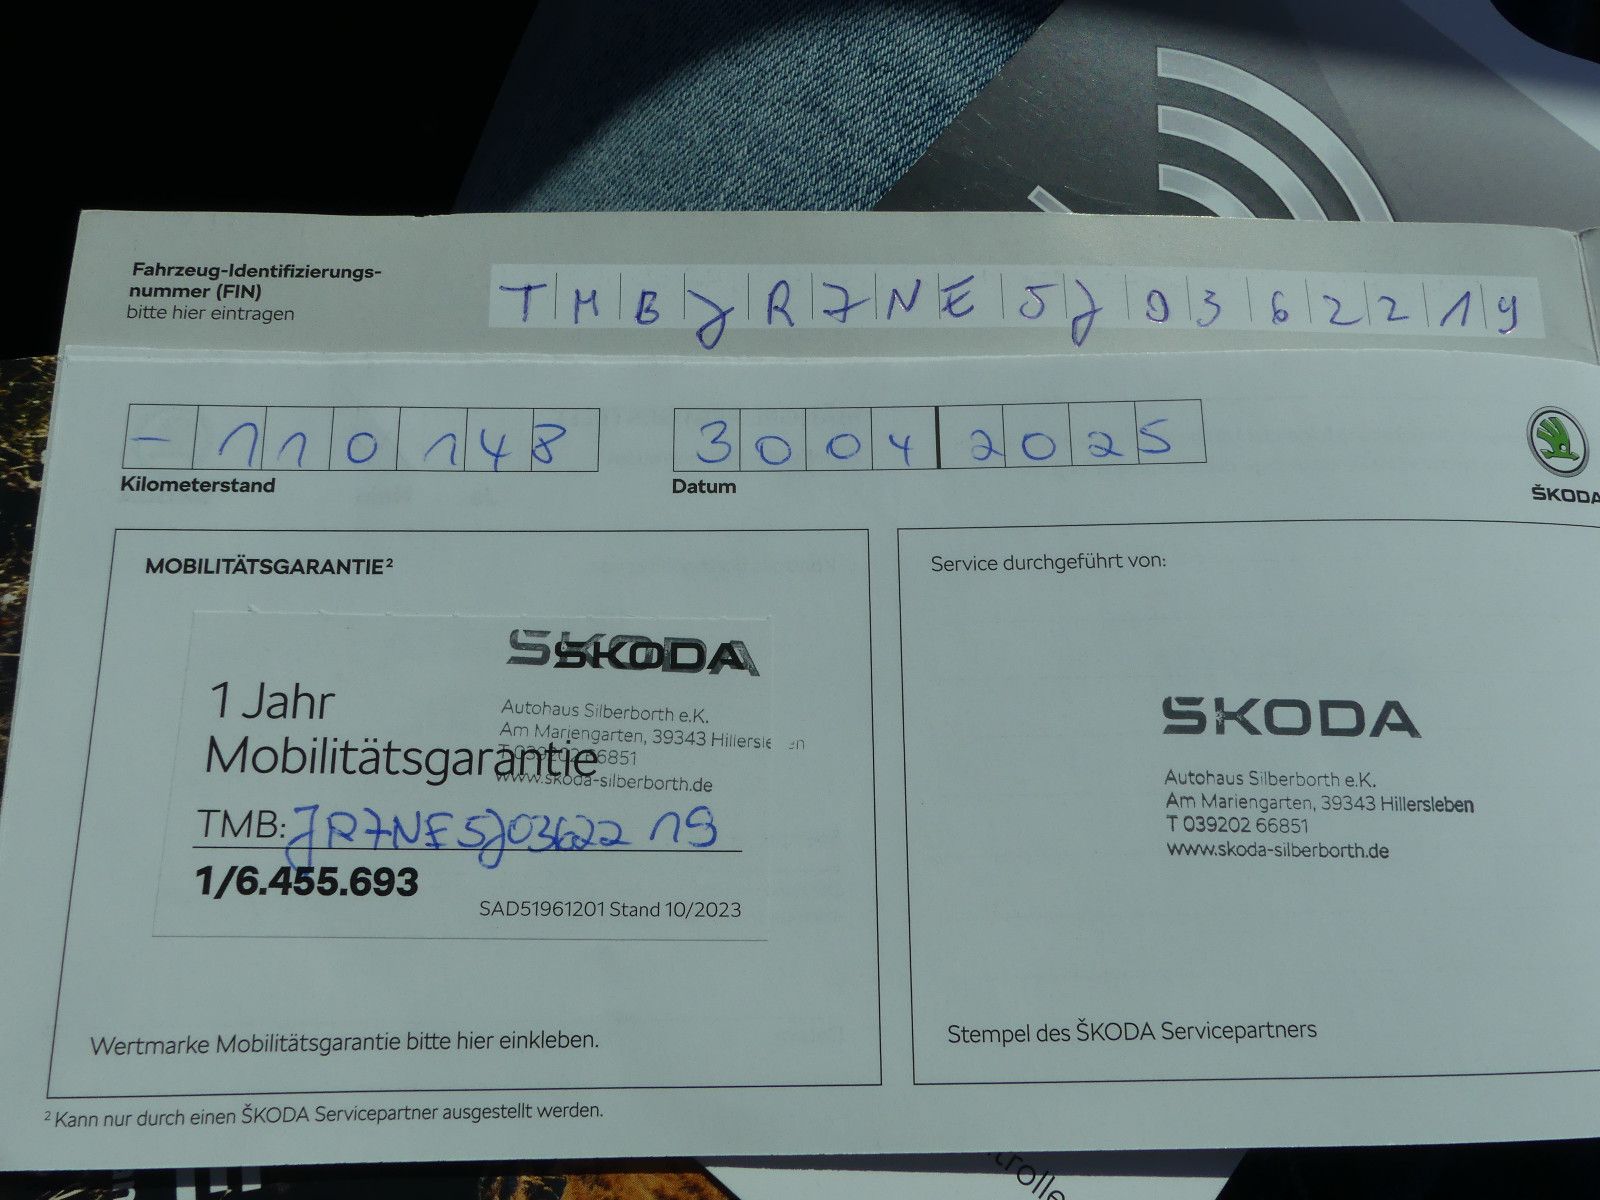 Fahrzeug-Identifizierungs-
nummer (FIN)
bitte hier eintragen
TMBJR7NE5J0362219
- 110148
Kilometerstand
30042025
Datum
ŠKODA
MOBILITÄTSGARANTIE²
ŠKODA
SKODA
1 Jahr
Mobilitätsgarantie
Autohaus Silberborth e.K.
Am Mariengarten, 39343 Hillersleben
T 039202 66851
www.skoda-silberborth.de
TMB: JR7NE5J0362219
1/6.455.693
SAD51961201 Stand 10/2023
Wertmarke Mobilitätsgarantie bitte hier einkleben.
Service durchgeführt von:
SKODA
Autohaus Silberborth e.K.
Am Mariengarten, 39343 Hillersleben
T 039202 66851
www.skoda-silberborth.de
Stempel des ŠKODA Servicepartners
² Kann nur durch einen ŠKODA Servicepartner ausgestellt werden.